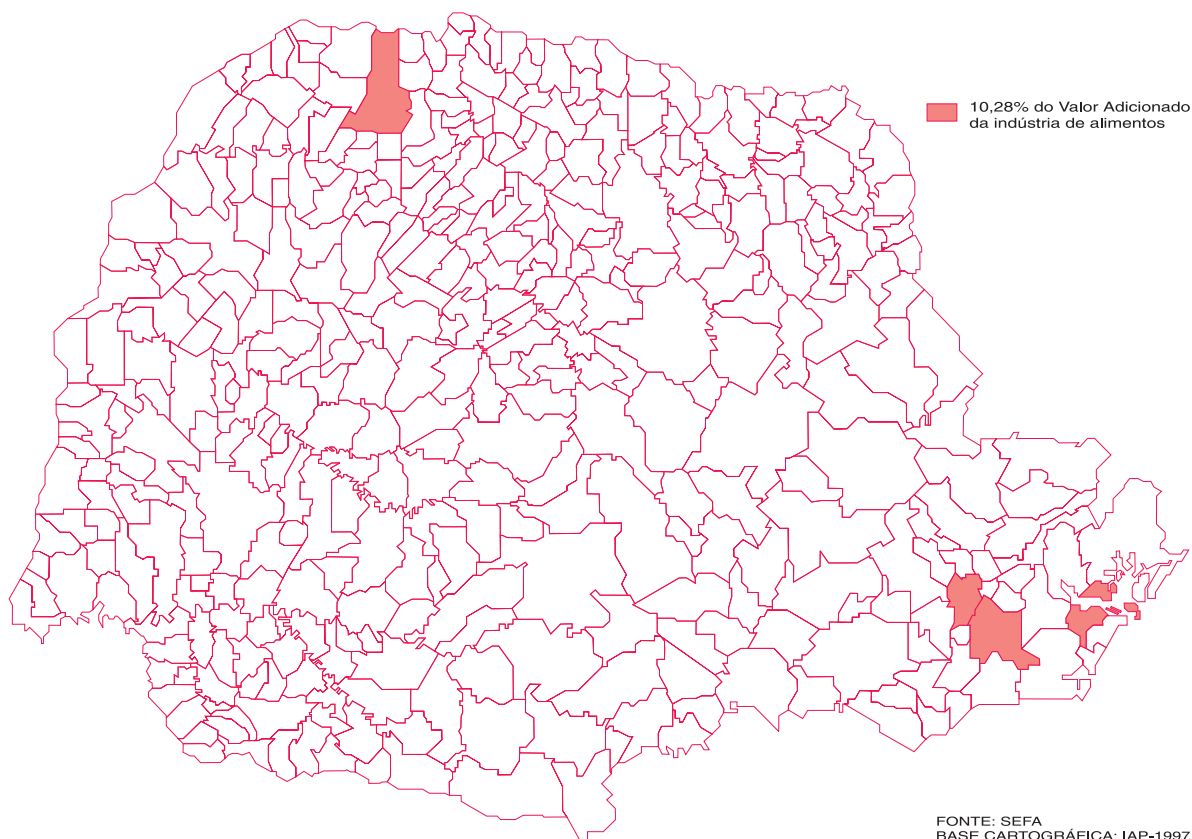 10,28% do Valor Adicionado
da indústria de alimentos
FONTE: SEFA
BASE CARTOGRÁFICA: IAP-1997